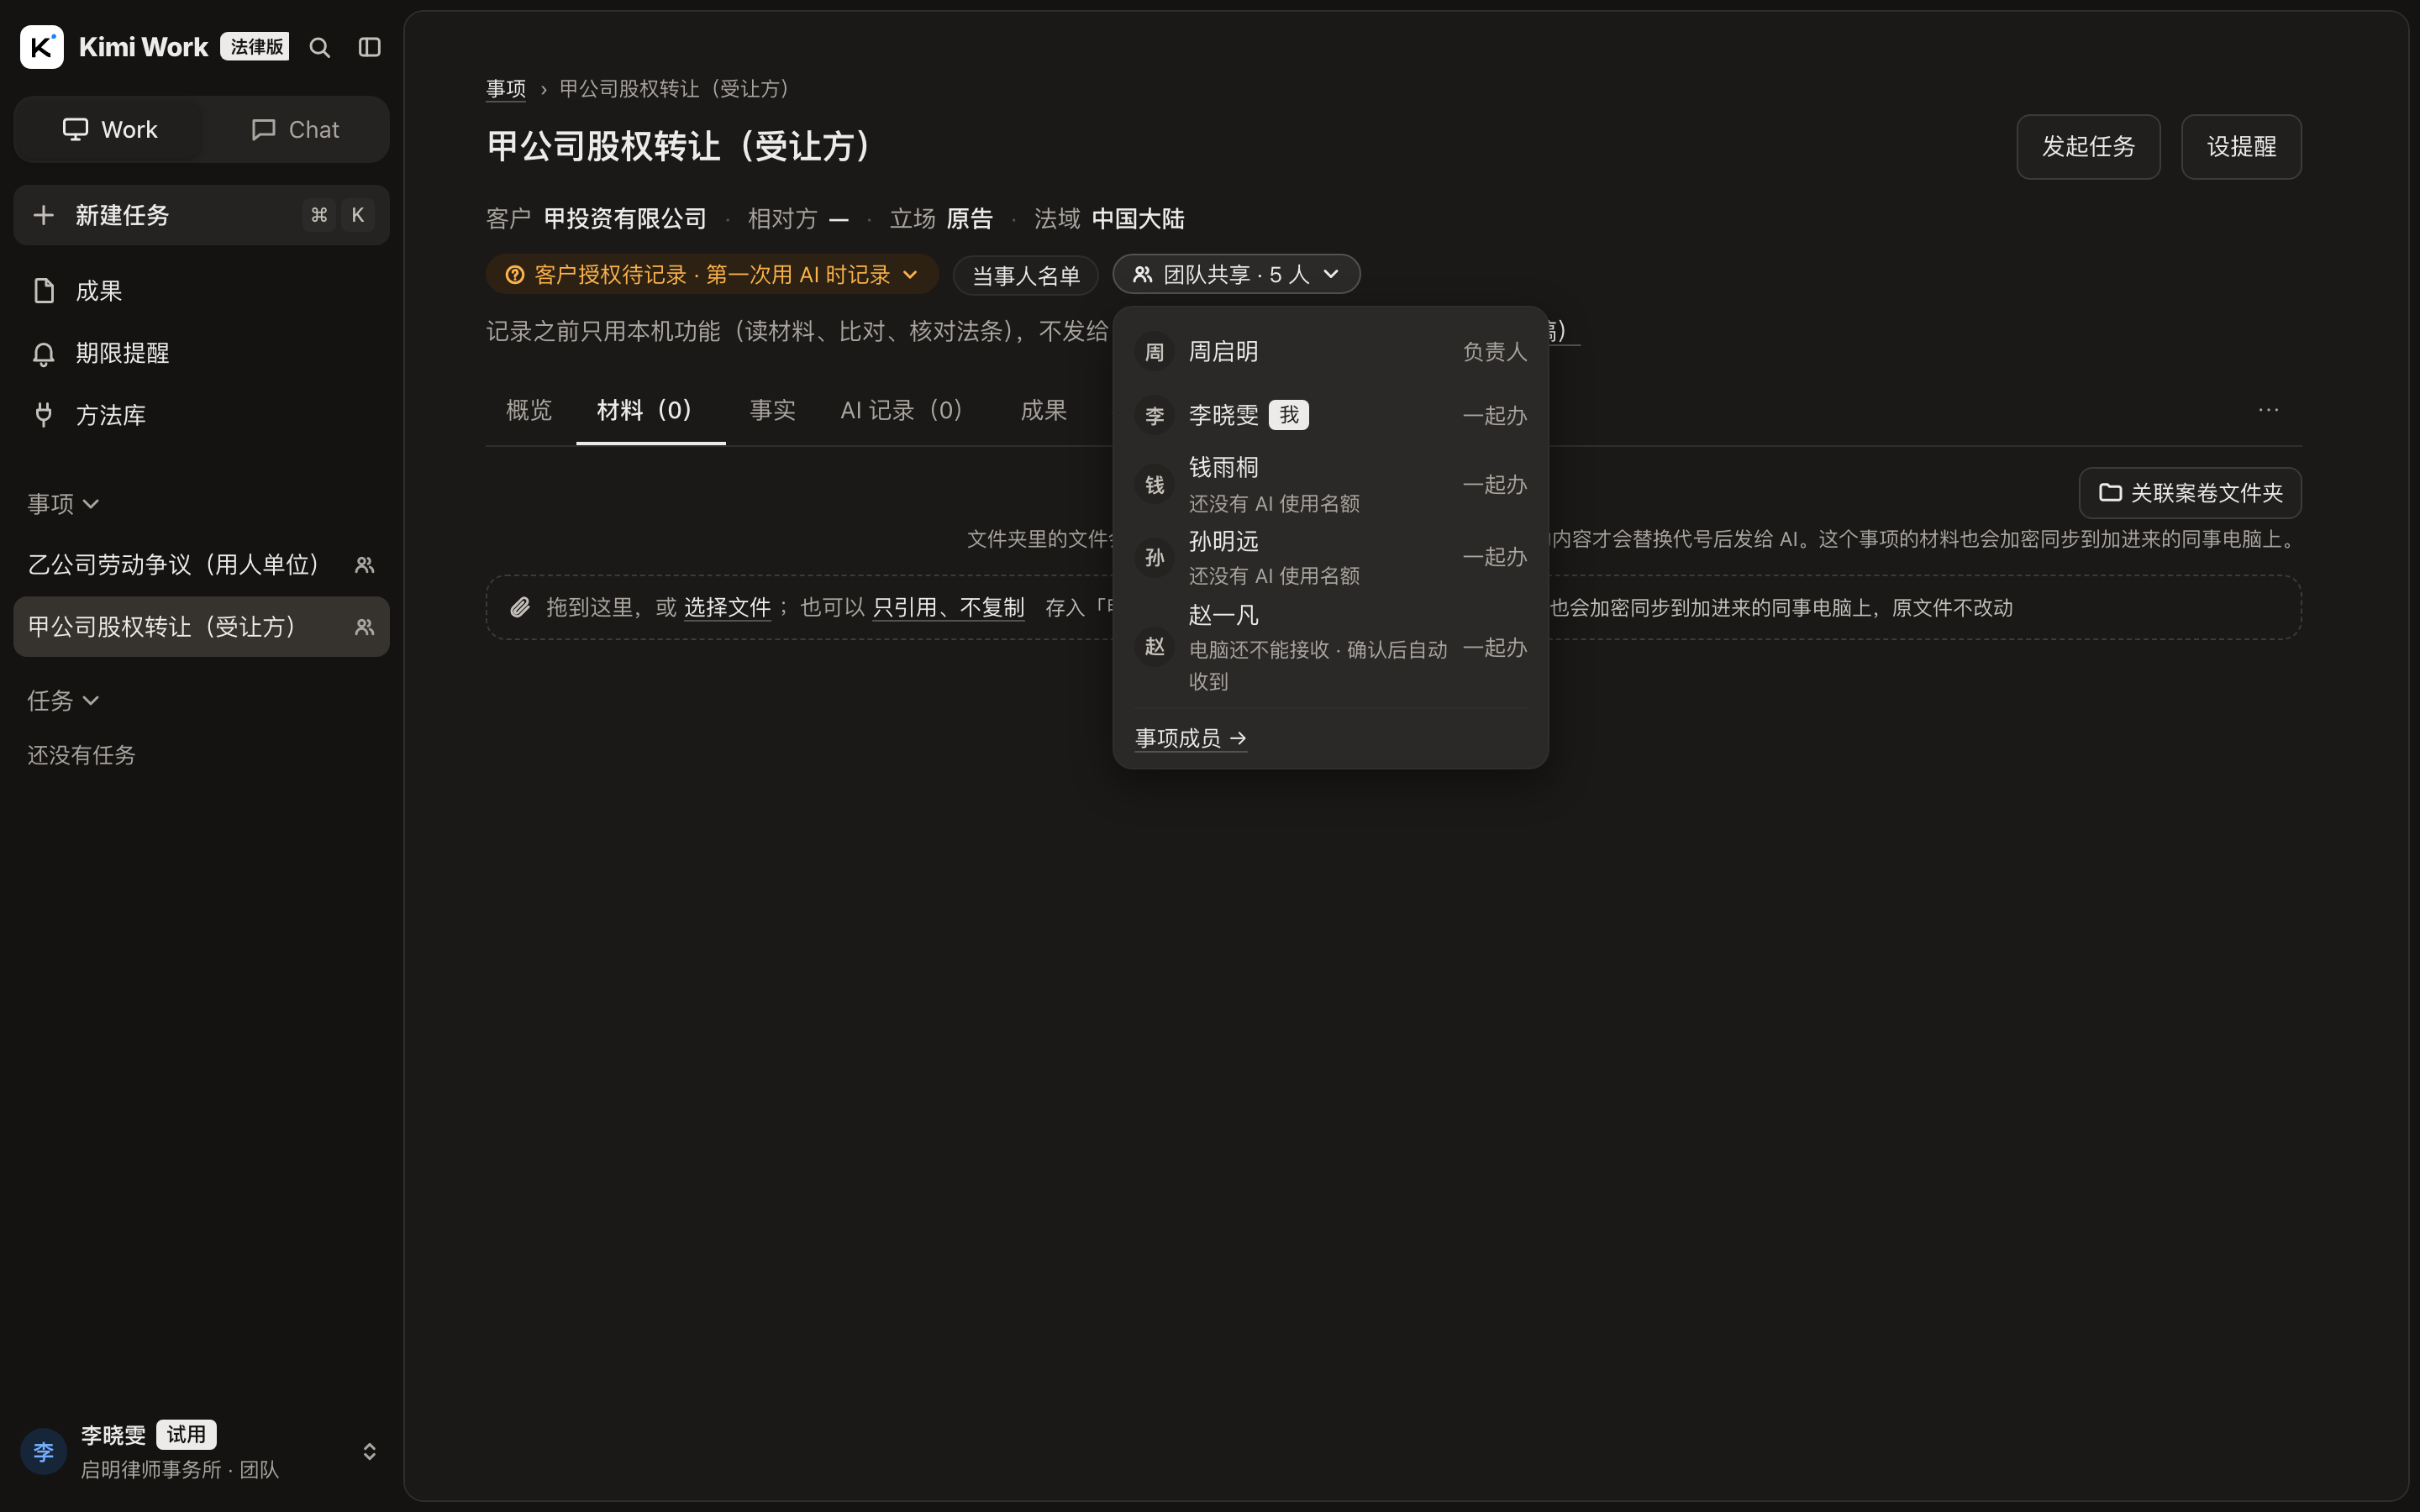 Kimi Work 法律版
Work
Chat
新建任务 ⌘ K
成果
期限提醒
方法库
事项
乙公司劳动争议（用人单位）
甲公司股权转让（受让方）
任务
还没有任务
李 李晓雯 试用
启明律师事务所 · 团队
事项 › 甲公司股权转让（受让方）
甲公司股权转让（受让方）
发起任务 设提醒
客户 甲投资有限公司 · 相对方 — · 立场 原告 · 法域 中国大陆
客户授权待记录 · 第一次用 AI 时记录
当事人名单
团队共享 · 5 人
记录之前只用本机功能（读材料、比对、核对法条），不发给
概览 材料（0） 事实 AI 记录（0） 成果 ···
关联案卷文件夹
文件夹里的文件
内容才会替换代号后发给 AI。这个事项的材料也会加密同步到加进来的同事电脑上。
拖到这里，或 选择文件； 也可以 只引用、不复制 存入「
也会加密同步到加进来的同事电脑上，原文件不改动
周 周启明 负责人
李 李晓雯 我 一起办
钱 钱雨桐 一起办
还没有 AI 使用名额
孙 孙明远 一起办
还没有 AI 使用名额
赵 赵一凡 一起办
电脑还不能接收 · 确认后自动
收到
事项成员 →